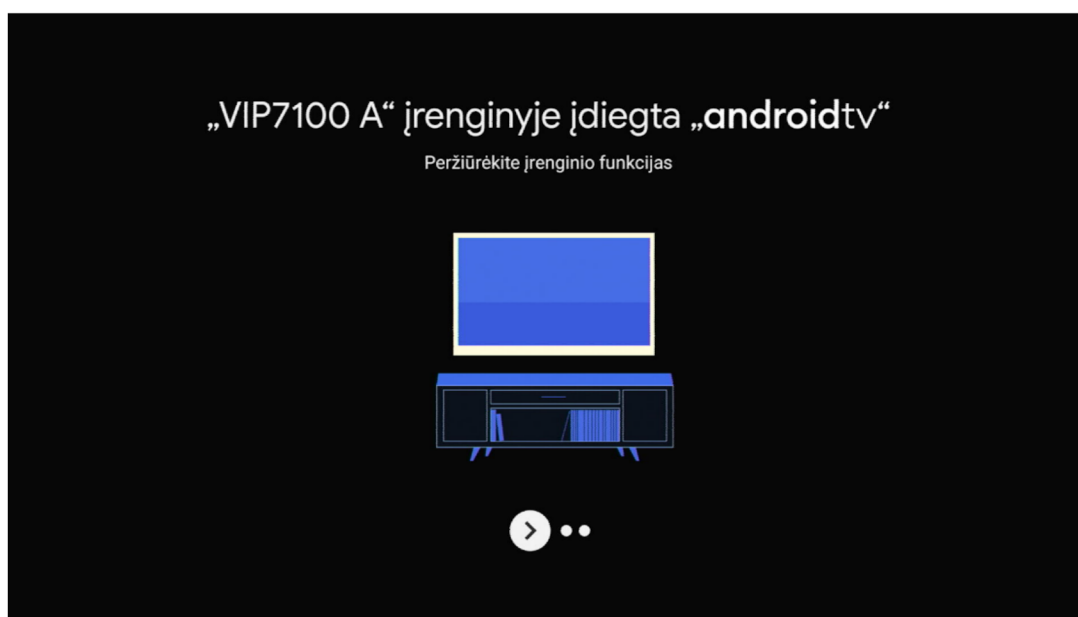 „VIP7100 A“ įrenginyje įdiegta „androidtv“
Peržiūrėkite įrenginio funkcijas